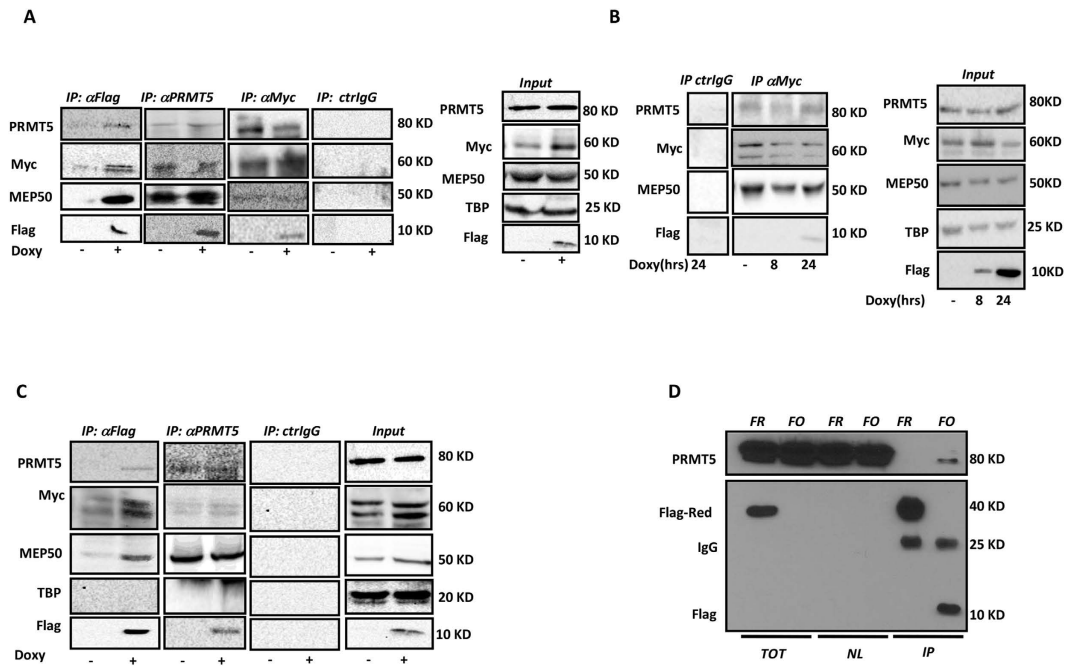 A
IP: αFlag IP: αPRMT5 IP: αMyc IP: ctrIgG
PRMT5 80 KD
Myc 60 KD
MEP50 50 KD
Flag 10 KD
Doxy - + - + - + - +
Input
PRMT5 80 KD
Myc 60 KD
MEP50 50 KD
TBP 25 KD
Flag 10 KD
- +
B
IP ctrIgG IP αMyc
PRMT5 80 KD
Myc 60 KD
MEP50 50 KD
Flag 10 KD
Doxy(hrs) 24 - 8 24
Input
PRMT5 80KD
Myc 60KD
MEP50 50KD
TBP 25 KD
Flag 10KD
Doxy(hrs) - 8 24
C
IP: αFlag IP: αPRMT5 IP: ctrIgG Input
PRMT5 80 KD
Myc 60 KD
MEP50 50 KD
TBP 20 KD
Flag 10 KD
Doxy - + - + - + - +
D
FR FO FR FO FR FO
PRMT5 80 KD
Flag-Red 40 KD
IgG 25 KD
Flag 10 KD
TOT NL IP